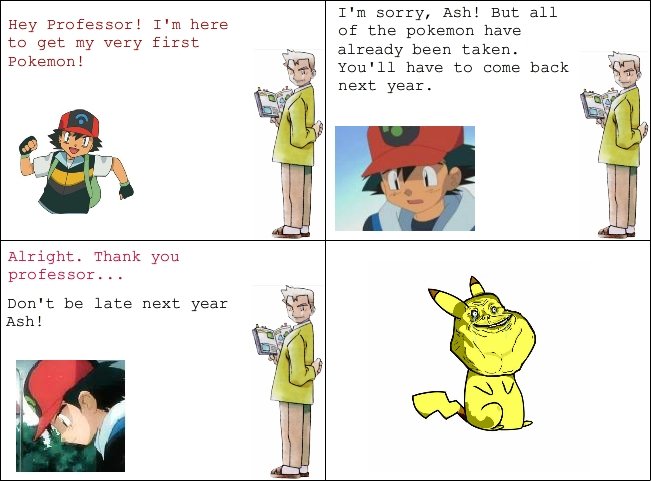 Hey Professor! I'm here
to get my very first
Pokemon!
I'm sorry, Ash! But all
of the pokemon have
already been taken.
You'll have to come back
next year.
Alright. Thank you
professor...
Don't be late next year
Ash!